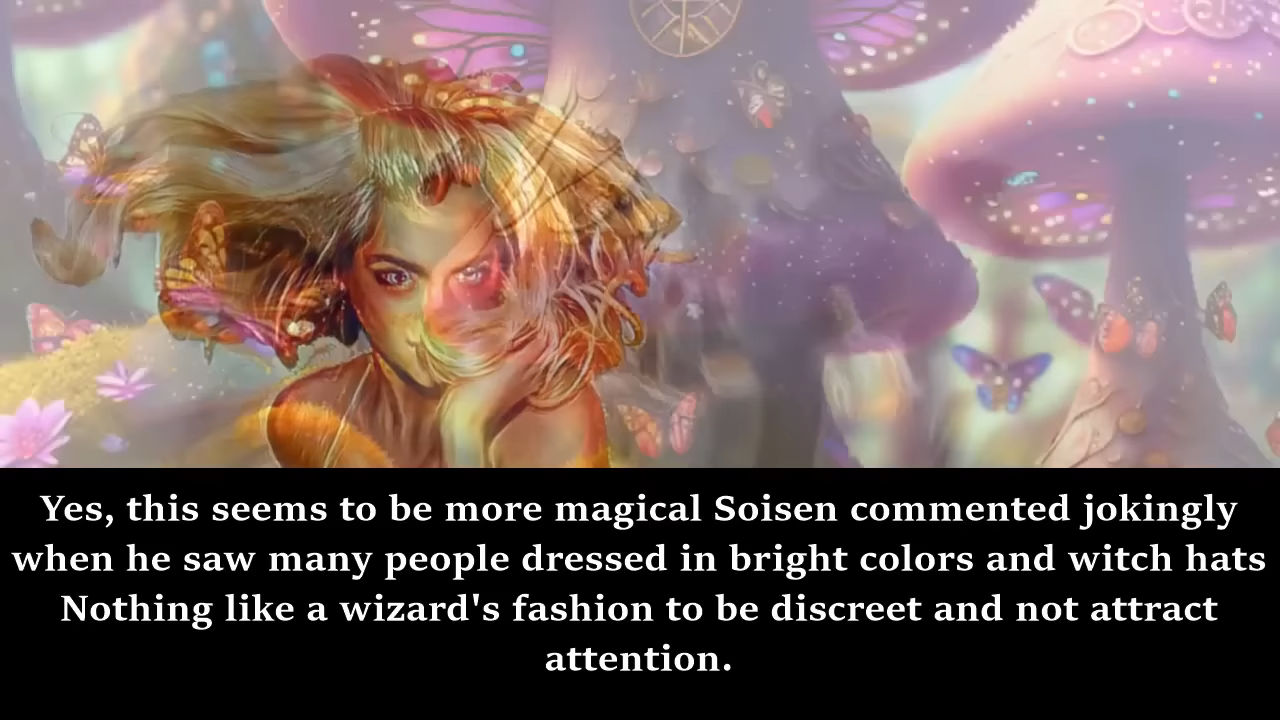 Yes, this seems to be more magical Soisen commented jokingly
when he saw many people dressed in bright colors and witch hats
Nothing like a wizard's fashion to be discreet and not attract
attention.